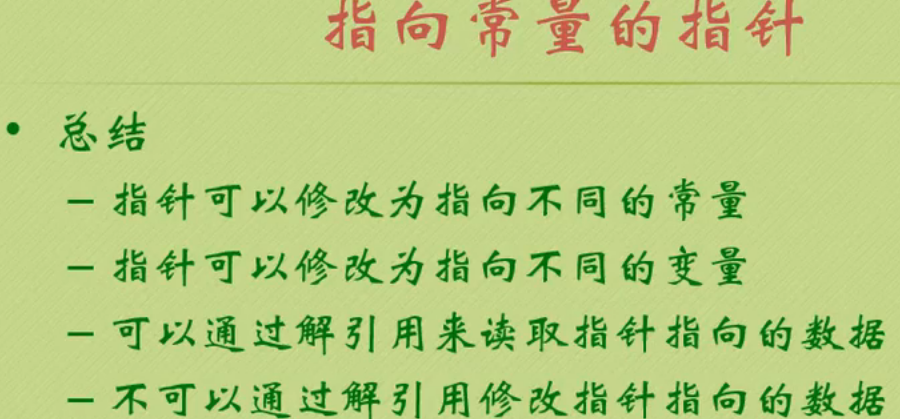 指向常量的指针
• 总结
– 指针可以修改为指向不同的常量
– 指针可以修改为指向不同的变量
– 可以通过解引用来读取指针指向的数据
– 不可以通过解引用修改指针指向的数据